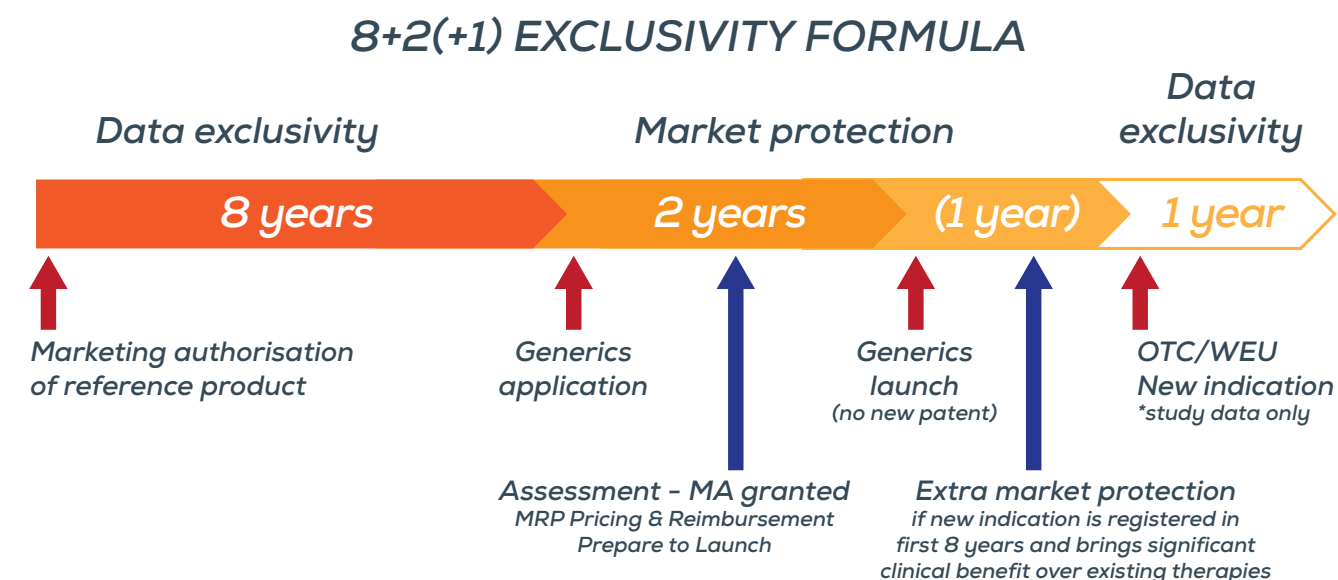 8+2(+1) EXCLUSIVITY FORMULA
Data exclusivity
Market protection
Data
exclusivity
8 years
2 years
(1 year)
1 year
Marketing authorisation
of reference product
Generics
application
Generics
launch
(no new patent)
OTC/WEU
New indication
*study data only
Assessment - MA granted
MRP Pricing & Reimbursement
Prepare to Launch
Extra market protection
if new indication is registered in
first 8 years and brings significant
clinical benefit over existing therapies